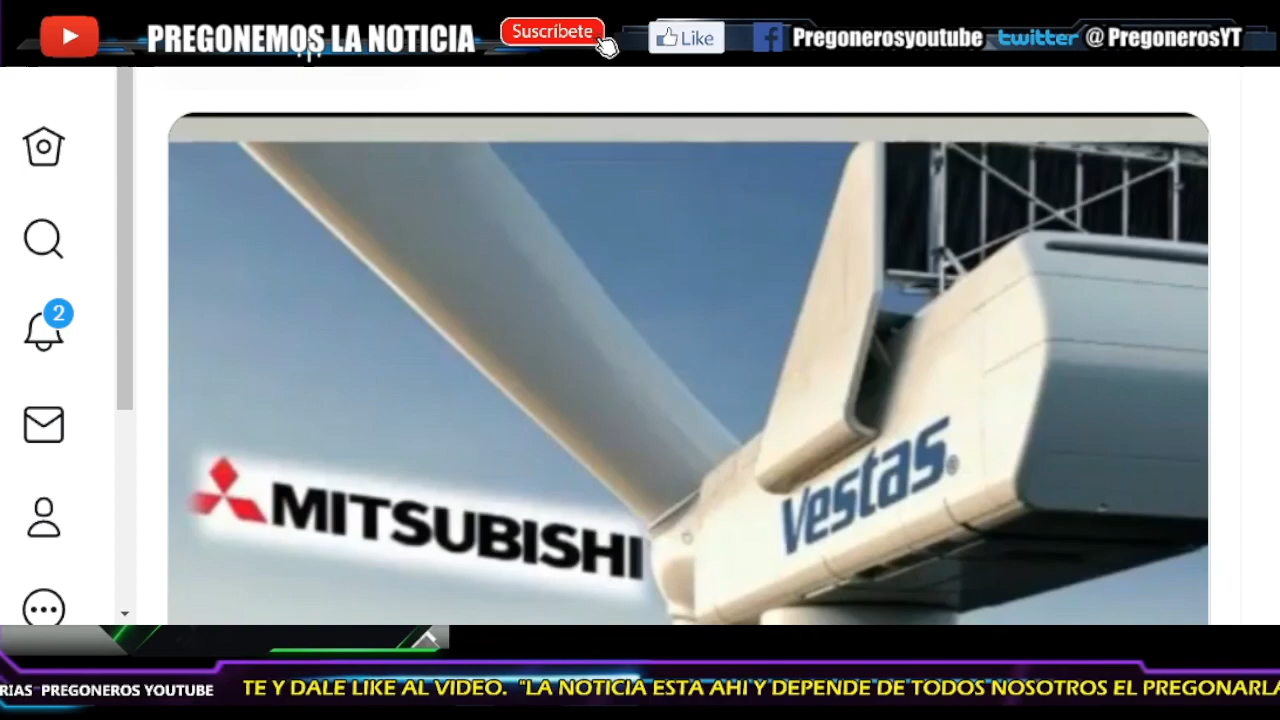 PREGONEMOS LA NOTICIA
Suscríbete
Like
Pregonerosyoutube
twitter @PregonerosYT
2
MITSUBISHI
Vestas®
RIAS PREGONEROS YOUTUBE
TE Y DALE LIKE AL VIDEO. "LA NOTICIA ESTA AHI Y DEPENDE DE TODOS NOSOTROS EL PREGONARLA